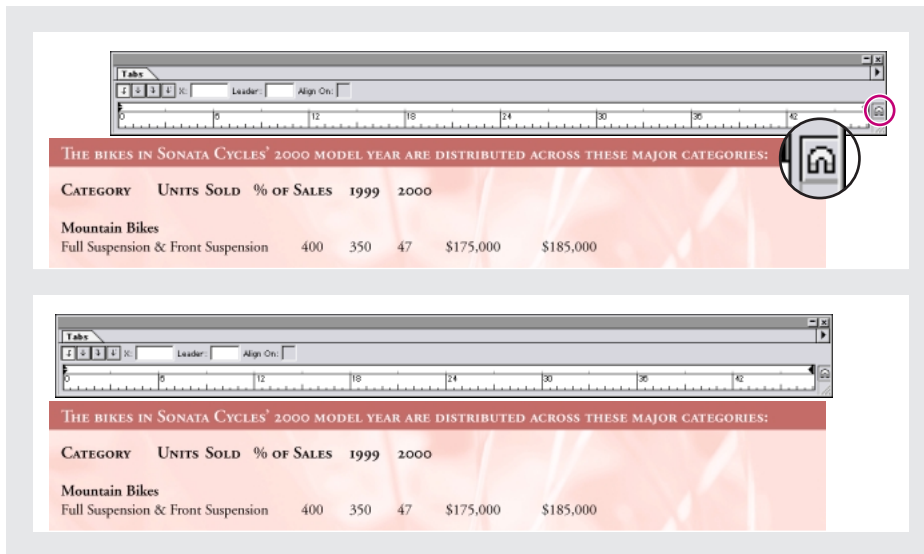 Tabs
X: Leader: Align On:
0 6 12 18 24 30 36 42
THE BIKES IN SONATA CYCLES' 2000 MODEL YEAR ARE DISTRIBUTED ACROSS THESE MAJOR CATEGORIES:
CATEGORY UNITS SOLD % OF SALES 1999 2000
Mountain Bikes
Full Suspension & Front Suspension 400 350 47 $175,000 $185,000
Tabs
X: Leader: Align On:
0 6 12 18 24 30 36 42
THE BIKES IN SONATA CYCLES' 2000 MODEL YEAR ARE DISTRIBUTED ACROSS THESE MAJOR CATEGORIES:
CATEGORY UNITS SOLD % OF SALES 1999 2000
Mountain Bikes
Full Suspension & Front Suspension 400 350 47 $175,000 $185,000